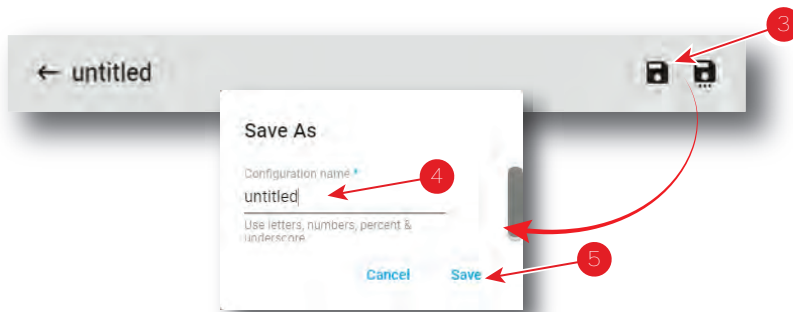 3
← untitled
Save As
Configuration name *
4
untitled
Use letters, numbers, percent &
underscore
5
Cancel Save